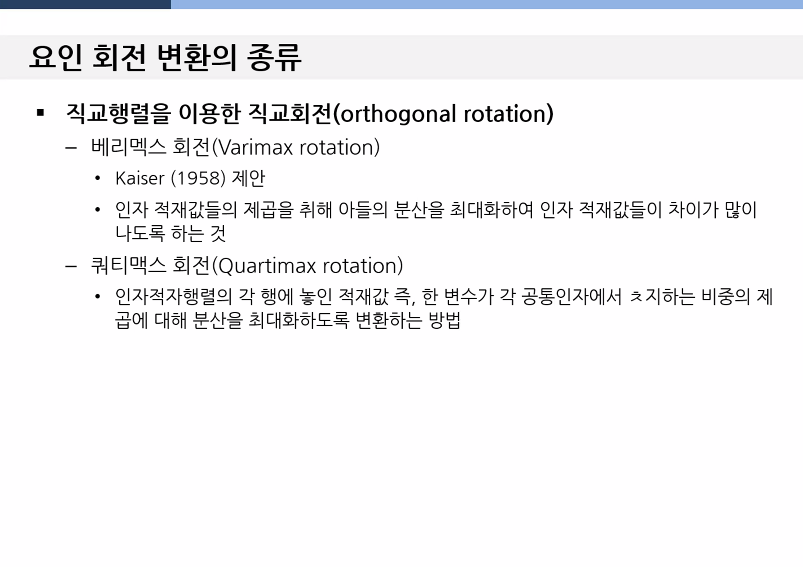 요인 회전 변환의 종류
▪ 직교행렬을 이용한 직교회전(orthogonal rotation)
– 베리멕스 회전(Varimax rotation)
• Kaiser (1958) 제안
• 인자 적재값들의 제곱을 취해 아들의 분산을 최대화하여 인자 적재값들이 차이가 많이
나도록 하는 것
– 쿼티맥스 회전(Quartimax rotation)
• 인자적자행렬의 각 행에 놓인 적재값 즉, 한 변수가 각 공통인자에서 ㅊ지하는 비중의 제
곱에 대해 분산을 최대화하도록 변환하는 방법